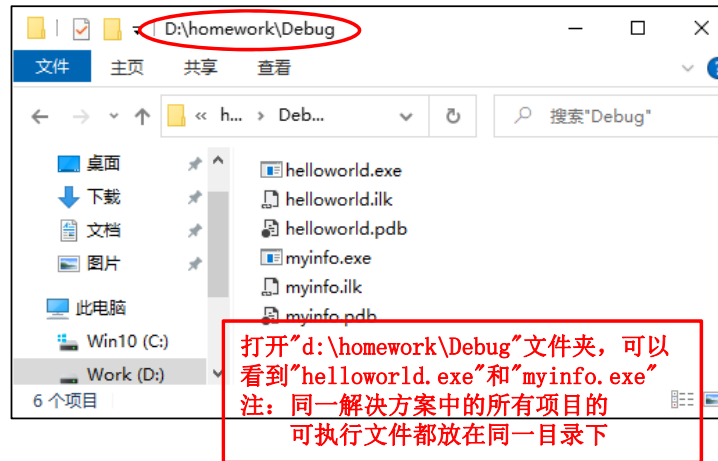 D:\homework\Debug
文件 主页 共享 查看
« h... › Deb... 搜索"Debug"
桌面
下载
文档
图片
此电脑
Win10 (C:)
Work (D:)
helloworld.exe
helloworld.ilk
helloworld.pdb
myinfo.exe
myinfo.ilk
myinfo.pdb
6 个项目
打开"d:\homework\Debug"文件夹，可以
看到"helloworld.exe"和"myinfo.exe"
注：同一解决方案中的所有项目的
可执行文件都放在同一目录下